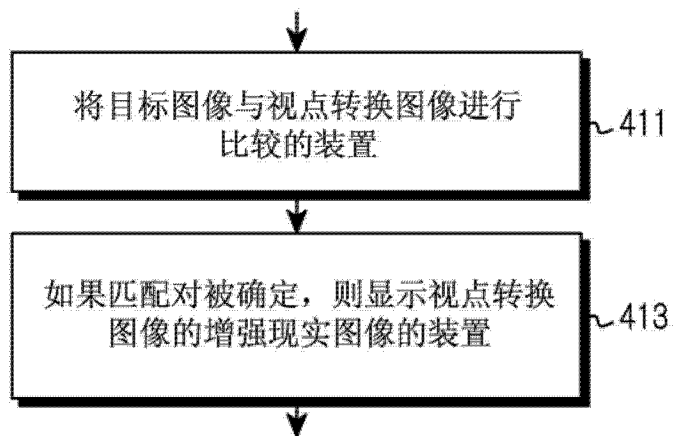 将目标图像与视点转换图像进行
比较的装置
411
如果匹配对被确定，则显示视点转换
图像的增强现实图像的装置
413